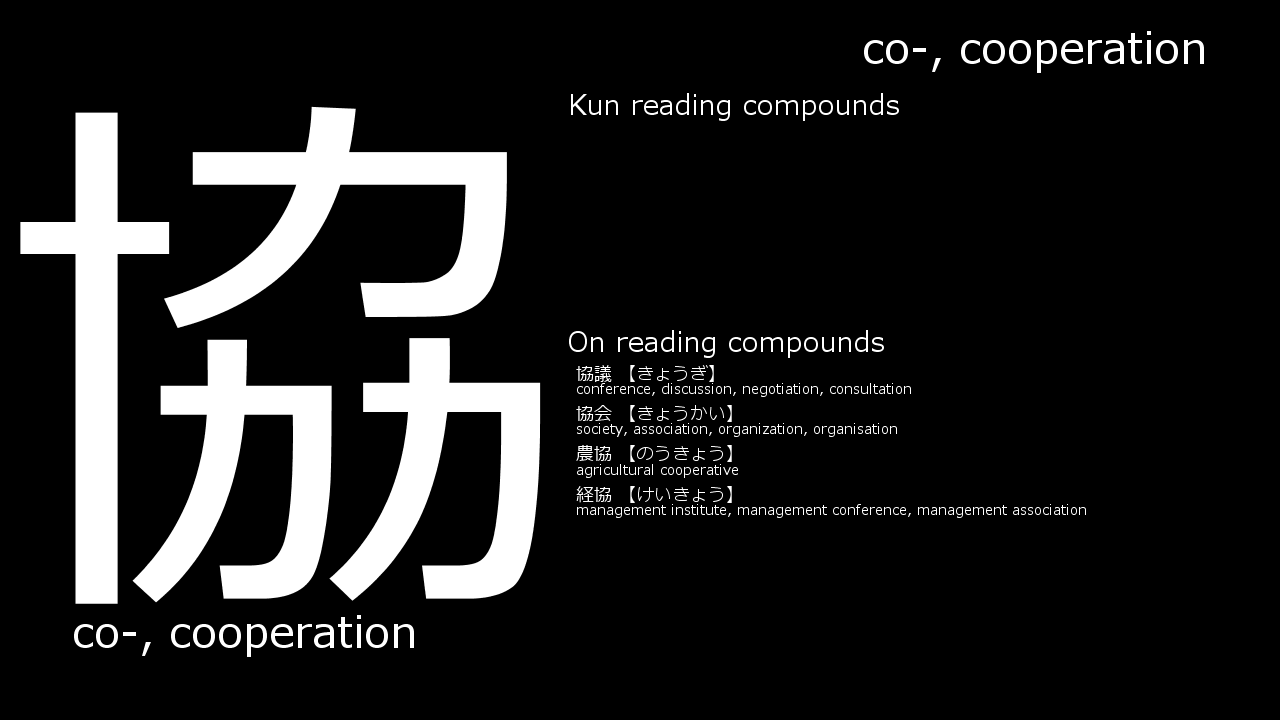 co-, cooperation
協
co-, cooperation
Kun reading compounds
On reading compounds
協議 【きょうぎ】
conference, discussion, negotiation, consultation
協会 【きょうかい】
society, association, organization, organisation
農協 【のうきょう】
agricultural cooperative
経協 【けいきょう】
management institute, management conference, management association